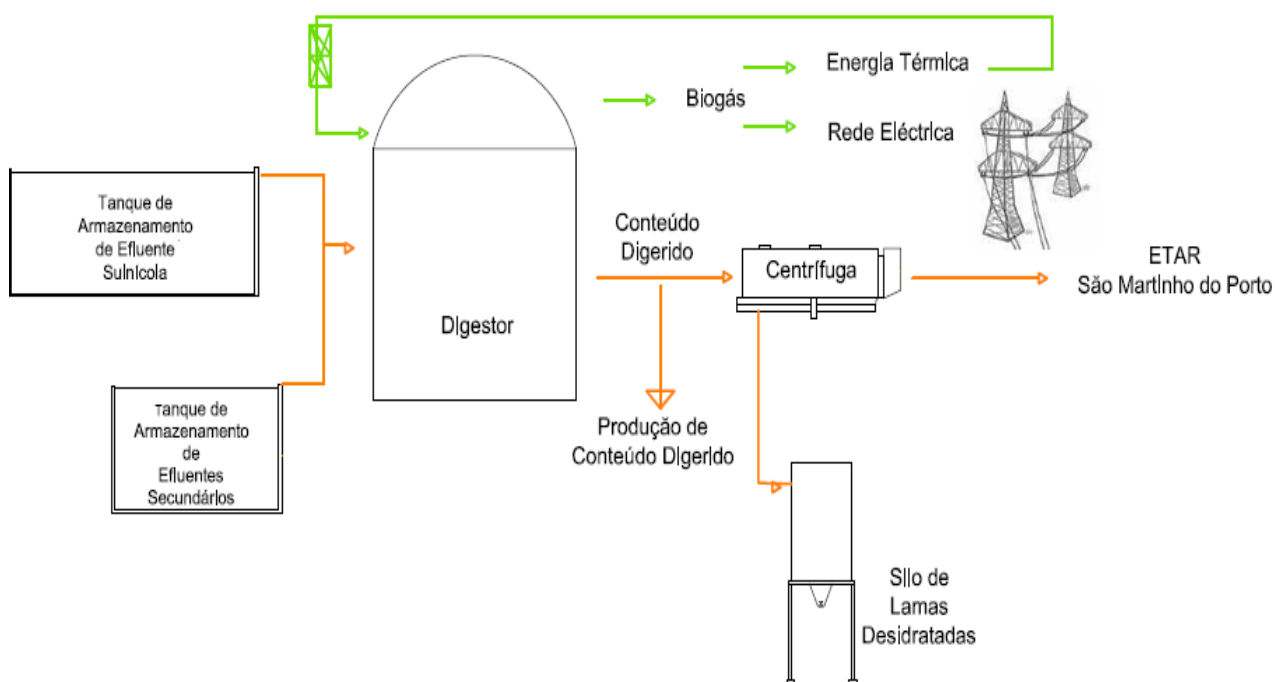 Energia Térmica
Biogás
Rede Eléctrica
Tanque de
Armazenamento
de Efluente
Suinícola
Conteúdo
Digerido
Centrífuga
ETAR
São Martinho do Porto
Digestor
Tanque de
Armazenamento
de
Efluentes
Secundários
Produção de
Conteúdo Digerido
Silo de
Lamas
Desidratadas